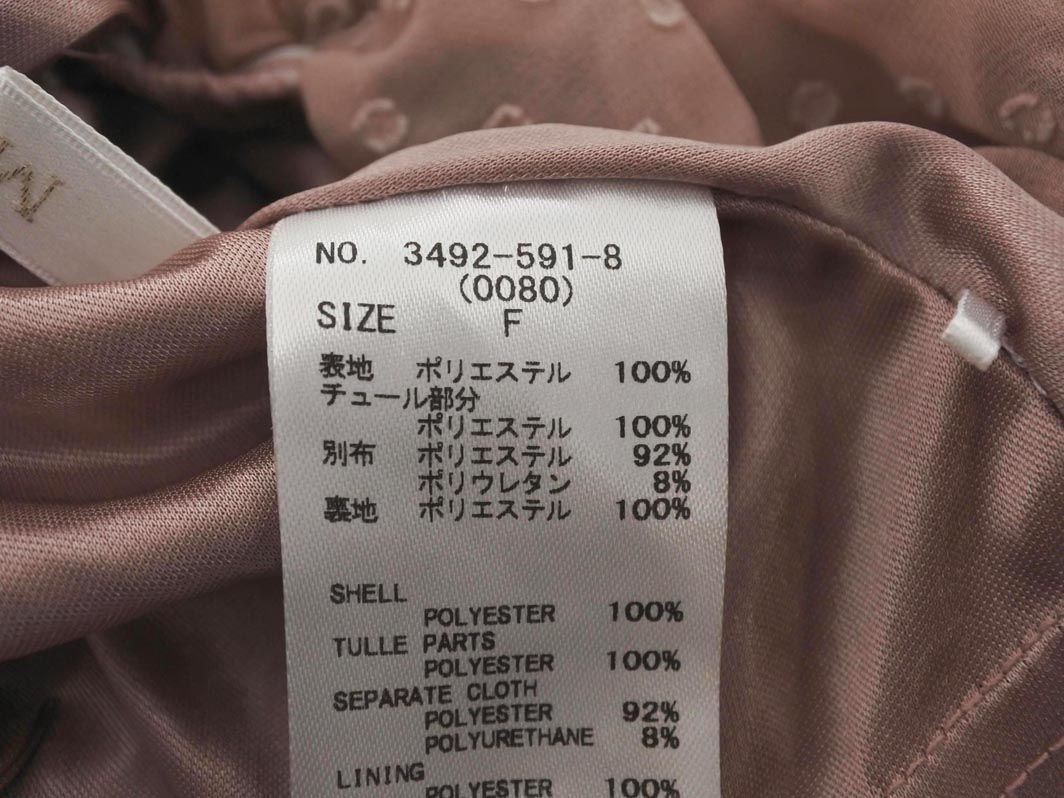 NO. 3492-591-8
(0080)
SIZE F
表地 ポリエステル 100%
チュール部分
ポリエステル 100%
別布 ポリエステル 92%
ポリウレタン 8%
裏地 ポリエステル 100%
SHELL
POLYESTER 100%
TULLE PARTS
POLYESTER 100%
SEPARATE CLOTH
POLYESTER 92%
POLYURETHANE 8%
LINING
POLYESTER 100%